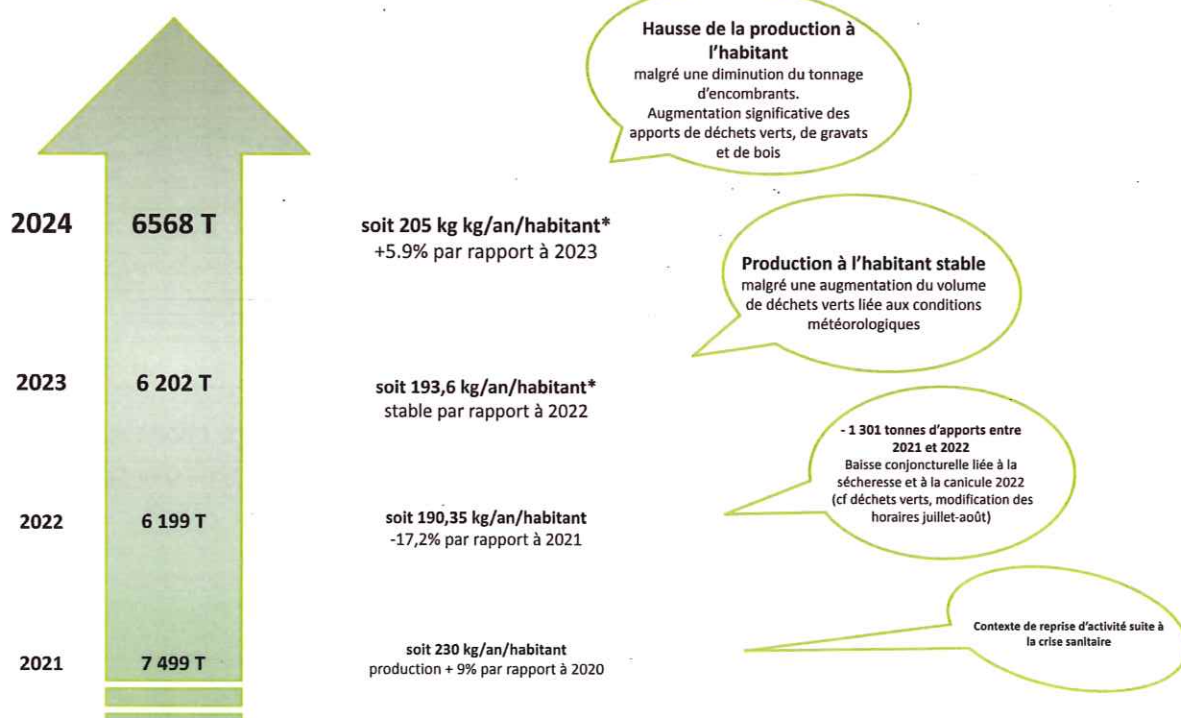 Hausse de la production à
l'habitant
malgré une diminution du tonnage
d'encombrants.
Augmentation significative des
apports de déchets verts, de gravats
et de bois
2024
6568 T
soit 205 kg kg/an/habitant*
+5.9% par rapport à 2023
Production à l'habitant stable
malgré une augmentation du volume
de déchets verts liée aux conditions
météorologiques
2023
6 202 T
soit 193,6 kg/an/habitant*
stable par rapport à 2022
- 1 301 tonnes d'apports entre
2021 et 2022
Baisse conjoncturelle liée à la
sécheresse et à la canicule 2022
(cf déchets verts, modification des
horaires juillet-août)
2022
6 199 T
soit 190,35 kg/an/habitant
-17,2% par rapport à 2021
Contexte de reprise d'activité suite à
la crise sanitaire
2021
7 499 T
soit 230 kg/an/habitant
production + 9% par rapport à 2020